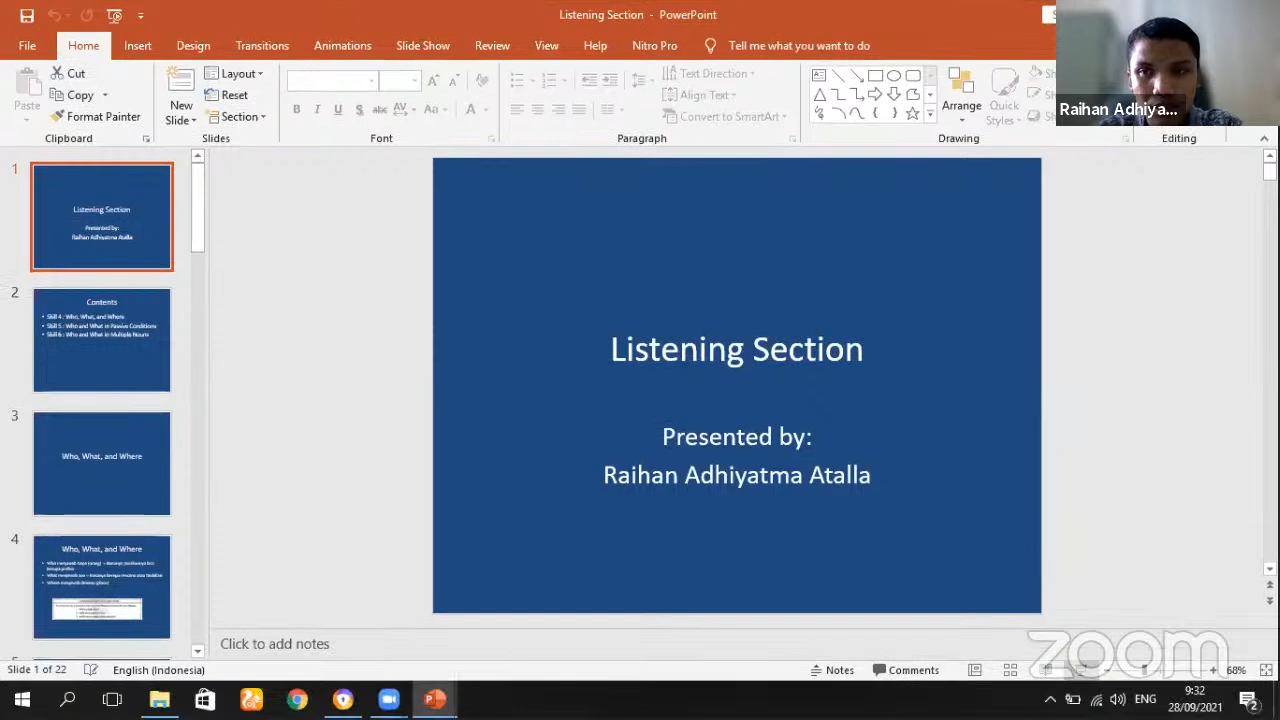 Listening Section - PowerPoint
File Home Insert Design Transitions Animations Slide Show Review View Help Nitro Pro Tell me what you want to do
Cut
Copy
Format Painter
Paste
Clipboard
New
Slide
Layout
Reset
Section
Slides
Font
Text Direction
Align Text
Convert to SmartArt
Paragraph
Arrange
Quick
Styles
Drawing
Editing
Raihan Adhiya...
1
Listening Section
Presented by:
Raihan Adhiyatma Atalla
2
Contents
• Skill 4 : Who, What, and Where
• Skill 5 : Who and What in Passive Conditions
• Skill 6 : Who and What in Multiple Nouns
3
Who, What, and Where
4
Who, What, and Where
Listening Section
Presented by:
Raihan Adhiyatma Atalla
Click to add notes
zoom
Slide 1 of 22 English (Indonesia) Notes Comments 68%
ENG
9:32
28/09/2021
2